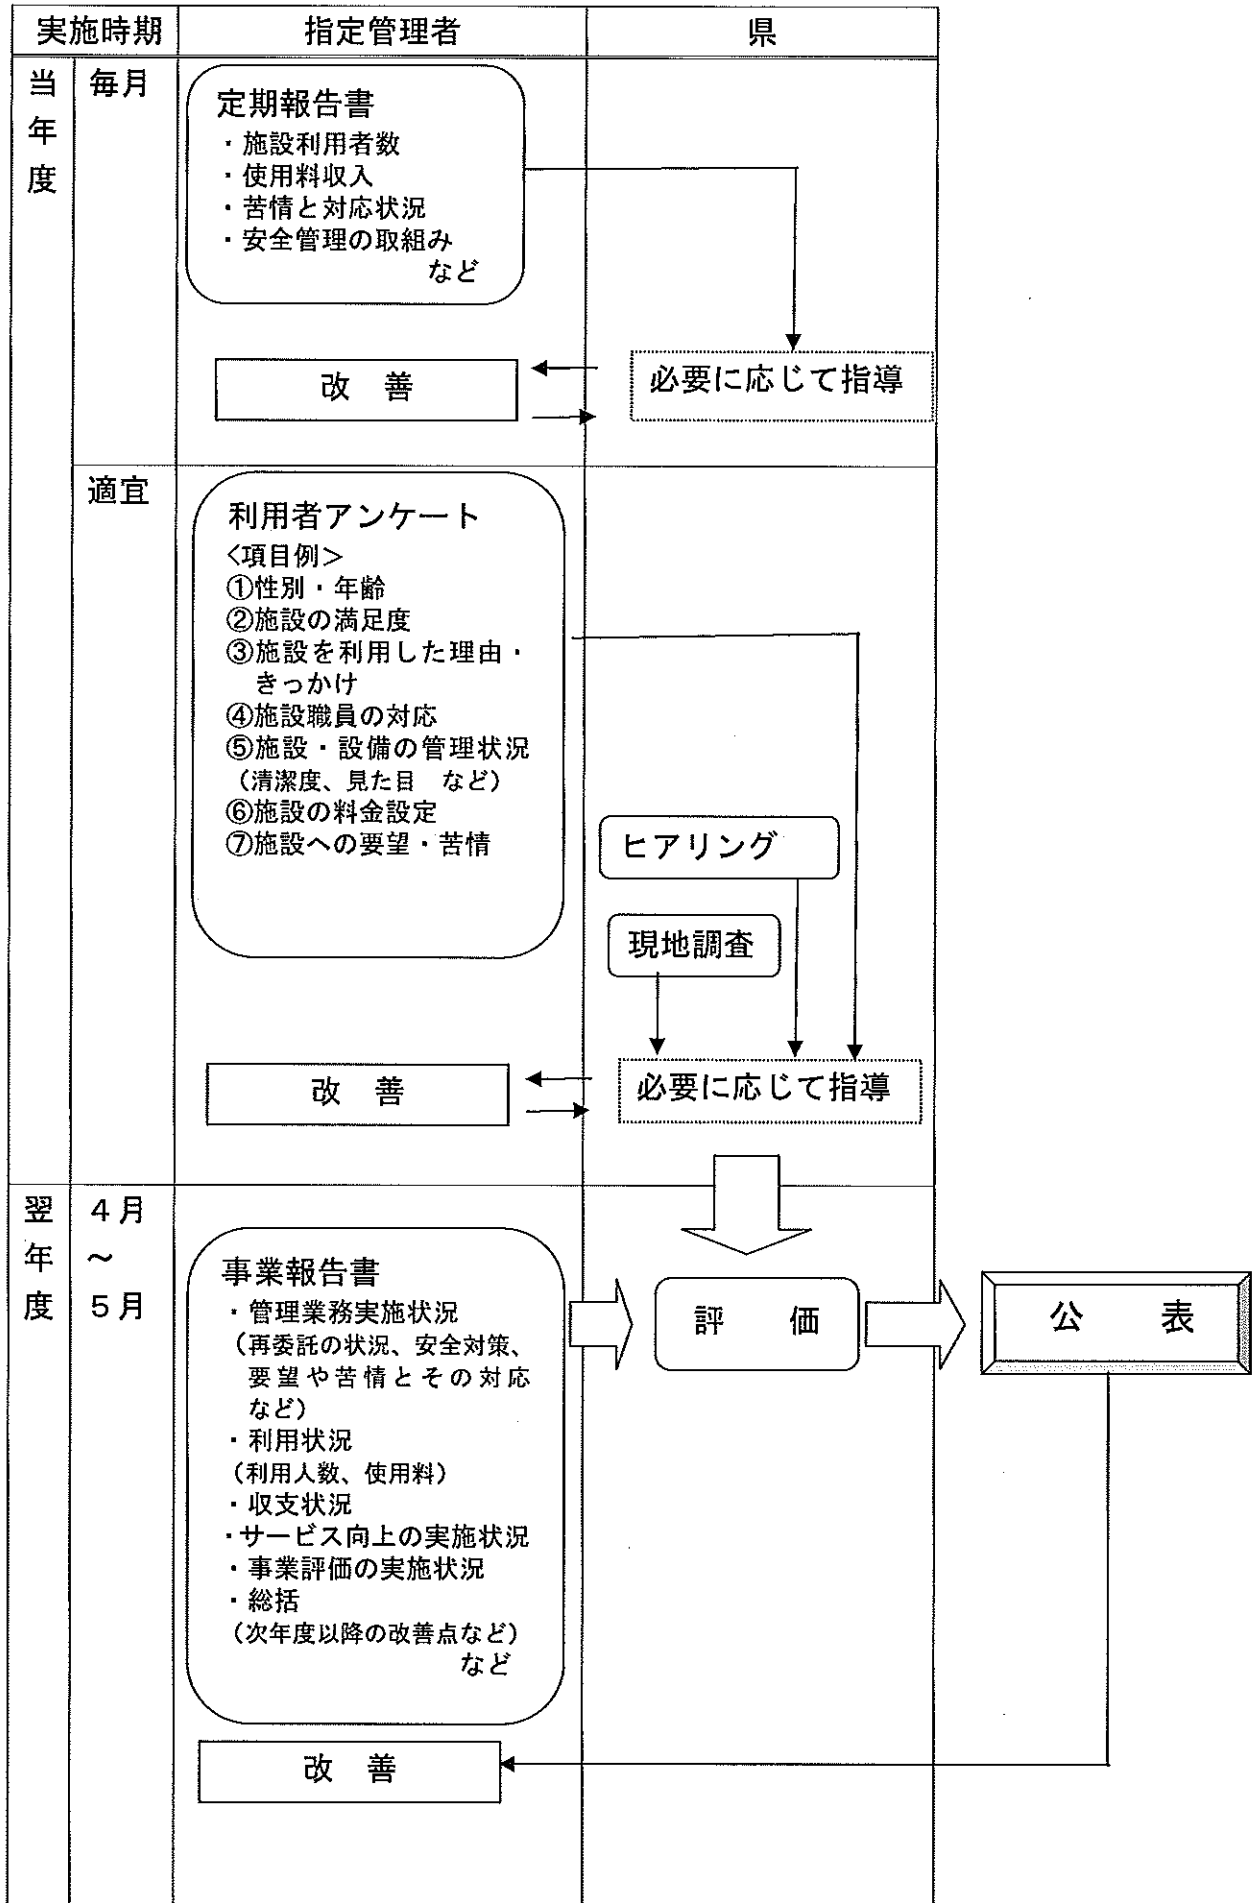 実施時期 指定管理者 県
当年度 毎月
定期報告書
・施設利用者数
・使用料収入
・苦情と対応状況
・安全管理の取組み
など
改 善
必要に応じて指導
適宜
利用者アンケート
<項目例>
①性別・年齢
②施設の満足度
③施設を利用した理由・
きっかけ
④施設職員の対応
⑤施設・設備の管理状況
(清潔度、見た目 など)
⑥施設の料金設定
⑦施設への要望・苦情
ヒアリング
現地調査
改 善
必要に応じて指導
翌年度 4月
~
5月
事業報告書
・管理業務実施状況
(再委託の状況、安全対策、
要望や苦情とその対応
など)
・利用状況
(利用人数、使用料)
・収支状況
・サービス向上の実施状況
・事業評価の実施状況
・総括
(次年度以降の改善点など)
など
評 価
公 表
改 善